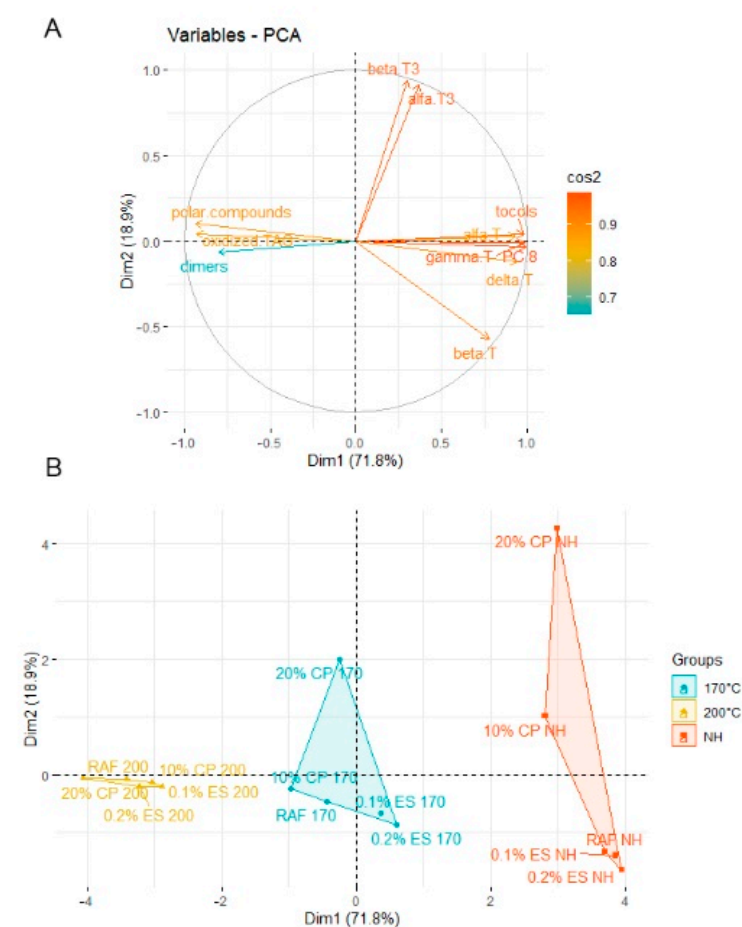 A
Variables - PCA
beta.T3
alfa.T3
1.0
0.5
0.0
−0.5
−1.0
Dim2 (18.9%)
polar.compounds
dimers
tocols
alfa.T
gamma.T PC.8
delta.T
beta.T
−1.0 −0.5 0.0 0.5 1.0
Dim1 (71.8%)
cos2
0.9
0.8
0.7
B
4
2
0
Dim2 (18.9%)
20% CP NH
10% CP NH
20% CP 170
RAF 200
10% CP 200
20% CP 200
0.1% ES 200
0.2% ES 200
10% CP 170
RAF 170
0.1% ES 170
0.2% ES 170
RAF NH
0.1% ES NH
0.2% ES NH
-4 -2 0 2 4
Dim1 (71.8%)
Groups
170°C
200°C
NH